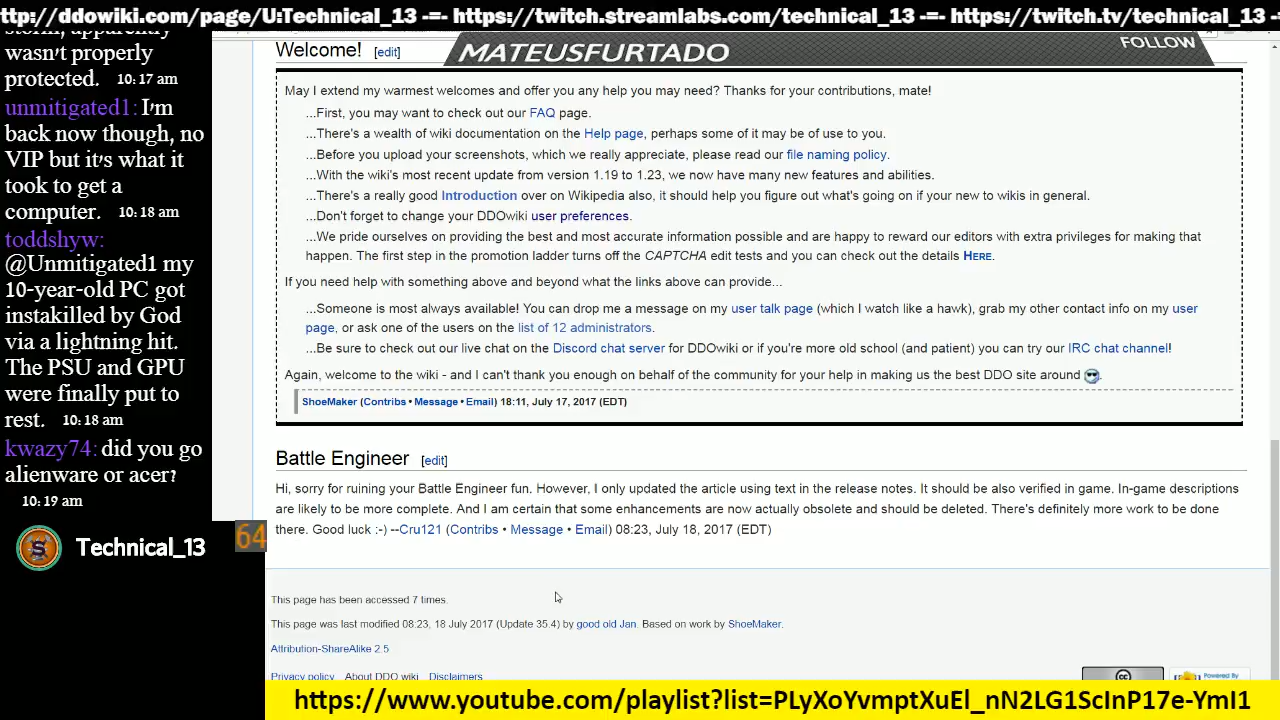 ttp://ddowiki.com/page/U:Technical_13 -=- https://twitch.streamlabs.com/technical_13 -=- https://twitch.tv/technical_13 -
storm, apparently
wasn't properly
protected. 10:17 am
unmitigated1: I'm
back now though, no
VIP but it's what it
took to get a
computer. 10:18 am
toddshyw:
@Unmitigated1 my
10-year-old PC got
instakilled by God
via a lightning hit.
The PSU and GPU
were finally put to
rest. 10:18 am
kwazy74: did you go
alienware or acer?
10:19 am
Technical_13
64
MATEUSFURTADO
FOLLOW
Welcome! [edit]
May I extend my warmest welcomes and offer you any help you may need? Thanks for your contributions, mate!
...First, you may want to check out our FAQ page.
...There's a wealth of wiki documentation on the Help page, perhaps some of it may be of use to you.
...Before you upload your screenshots, which we really appreciate, please read our file naming policy.
...With the wiki's most recent update from version 1.19 to 1.23, we now have many new features and abilities.
...There's a really good Introduction over on Wikipedia also, it should help you figure out what's going on if your new to wikis in general.
...Don't forget to change your DDOwiki user preferences.
...We pride ourselves on providing the best and most accurate information possible and are happy to reward our editors with extra privileges for making that
happen. The first step in the promotion ladder turns off the CAPTCHA edit tests and you can check out the details HERE.
If you need help with something above and beyond what the links above can provide...
...Someone is most always available! You can drop me a message on my user talk page (which I watch like a hawk), grab my other contact info on my user
page, or ask one of the users on the list of 12 administrators.
...Be sure to check out our live chat on the Discord chat server for DDOwiki or if you're more old school (and patient) you can try our IRC chat channel!
Again, welcome to the wiki - and I can't thank you enough on behalf of the community for your help in making us the best DDO site around .
ShoeMaker (Contribs • Message • Email) 18:11, July 17, 2017 (EDT)
Battle Engineer [edit]
Hi, sorry for ruining your Battle Engineer fun. However, I only updated the article using text in the release notes. It should be also verified in game. In-game descriptions
are likely to be more complete. And I am certain that some enhancements are now actually obsolete and should be deleted. There's definitely more work to be done
there. Good luck :-) --Cru121 (Contribs • Message • Email) 08:23, July 18, 2017 (EDT)
This page has been accessed 7 times.
This page was last modified 08:23, 18 July 2017 (Update 35.4) by good old Jan. Based on work by ShoeMaker.
Attribution-ShareAlike 2.5
Privacy policy About DDO wiki Disclaimers
cc
Powered By
https://www.youtube.com/playlist?list=PLyXoYvmptXuEl_nN2LG1ScInP17e-YmI1